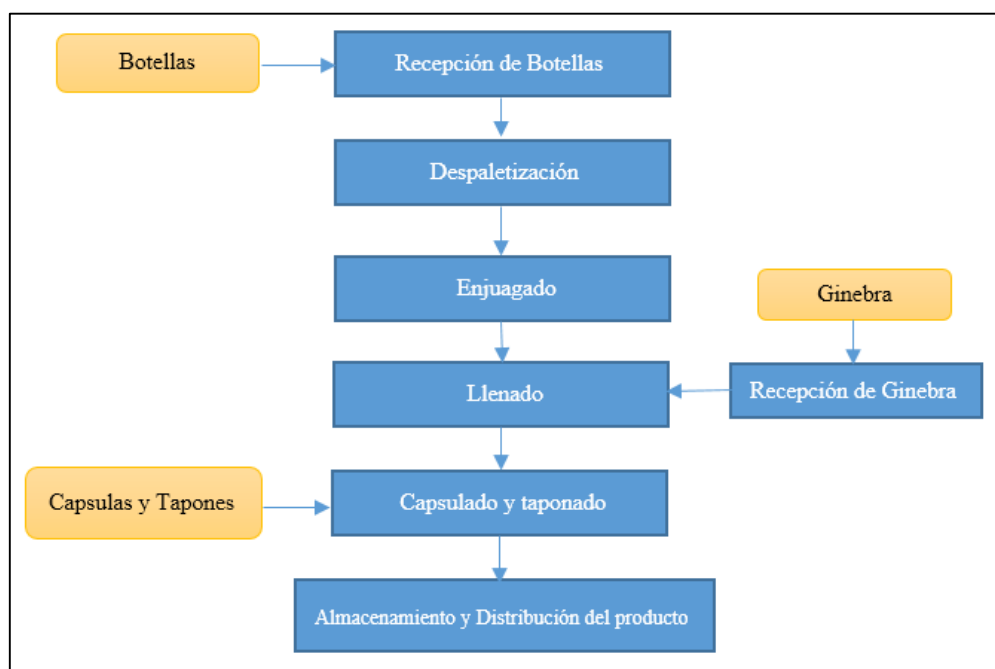 Botellas
Recepción de Botellas
Despaletización
Enjuagado
Ginebra
Llenado
Recepción de Ginebra
Capsulas y Tapones
Capsulado y taponado
Almacenamiento y Distribución del producto